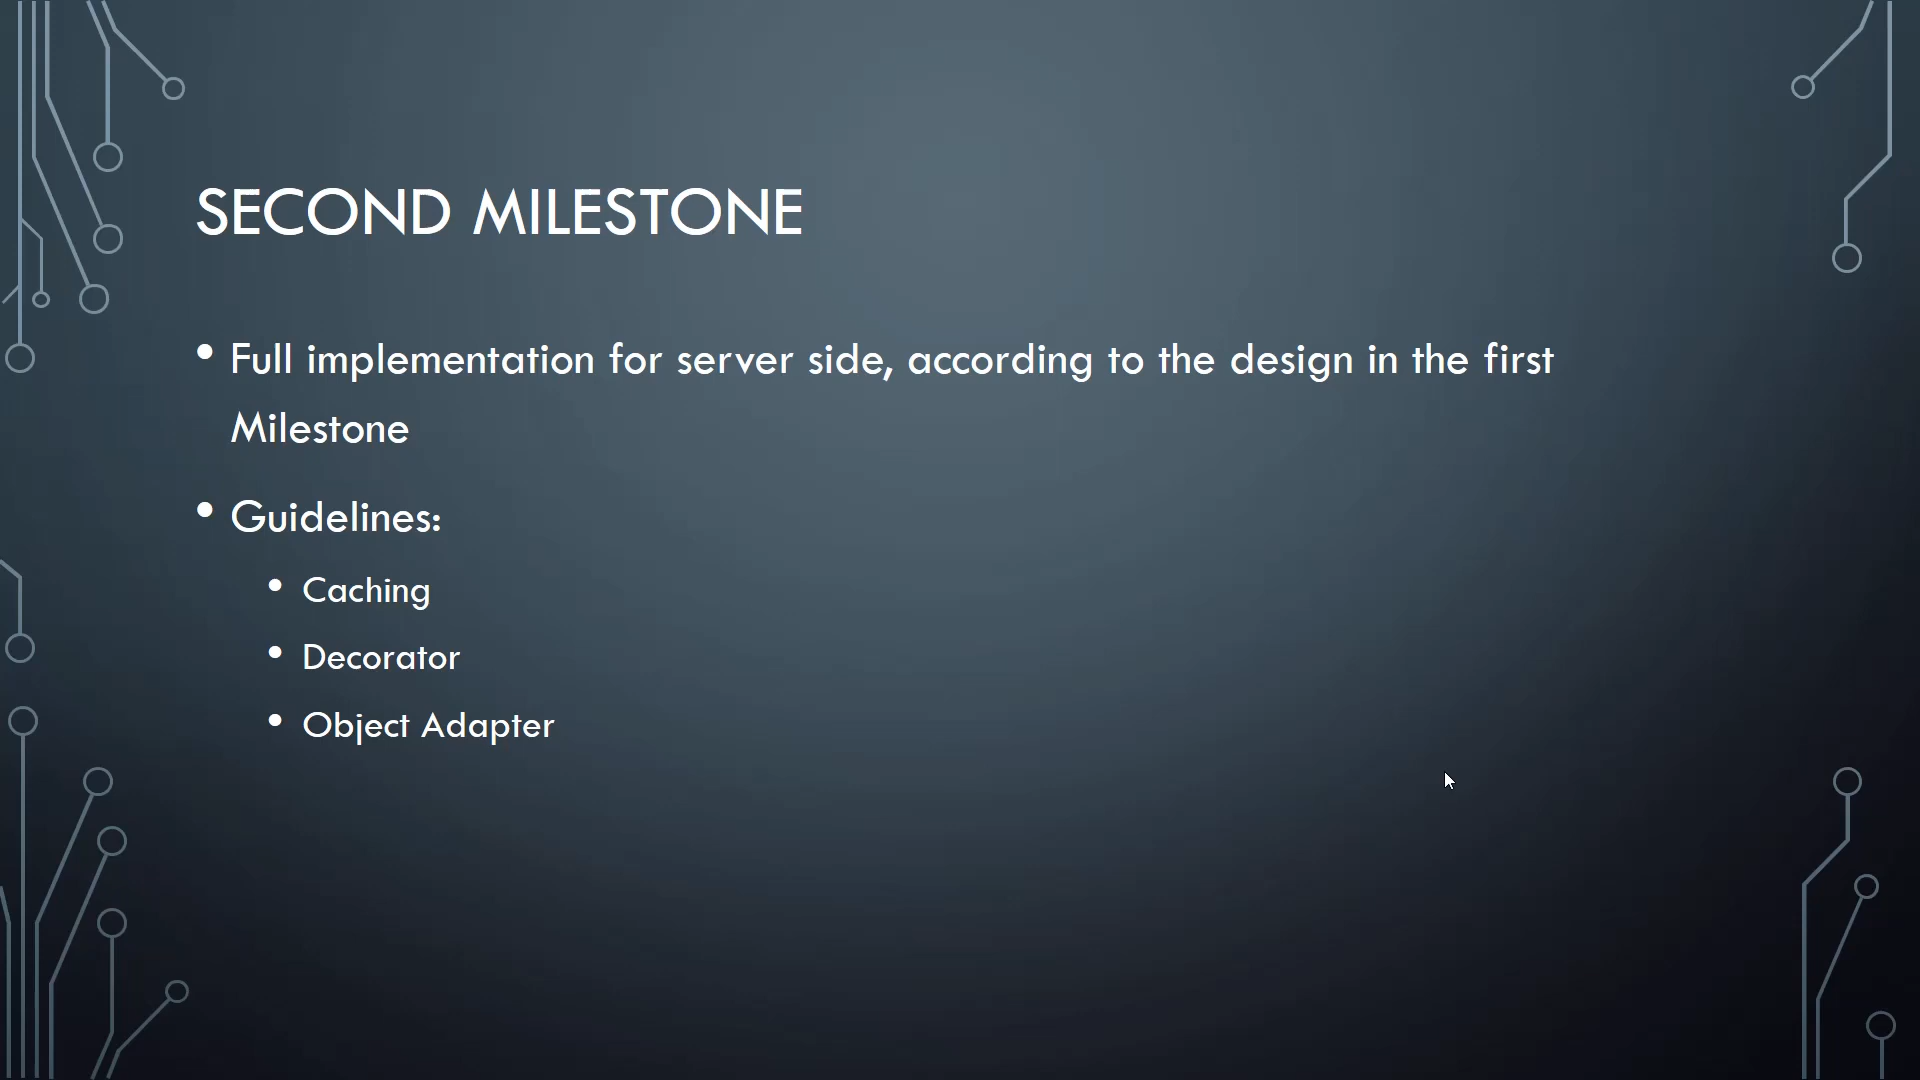 SECOND MILESTONE
• Full implementation for server side, according to the design in the first
Milestone
• Guidelines:
• Caching
• Decorator
• Object Adapter